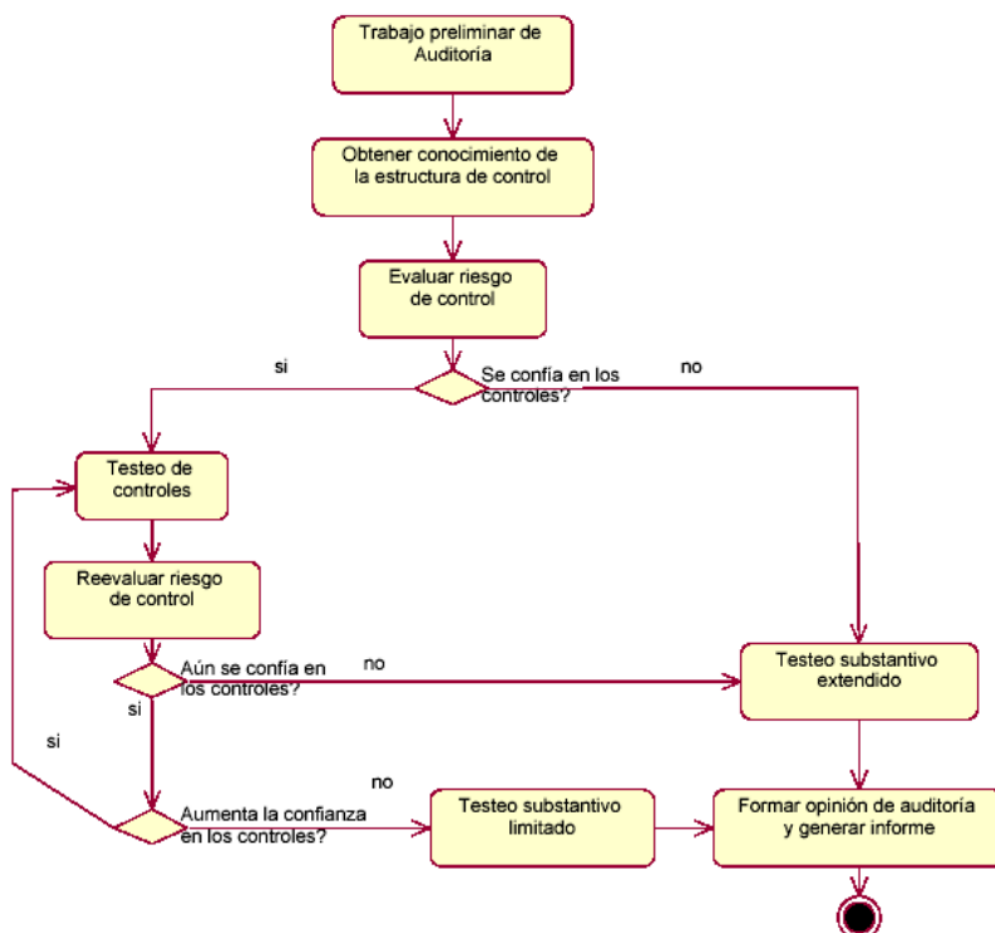 Trabajo preliminar de
Auditoría
Obtener conocimiento de
la estructura de control
Evaluar riesgo
de control
si
Se confía en los
controles?
no
Testeo de
controles
Reevaluar riesgo
de control
Aún se confía en
los controles?
no
si
si
Testeo substantivo
extendido
no
Aumenta la confianza
en los controles?
Testeo substantivo
limitado
Formar opinión de auditoría
y generar informe